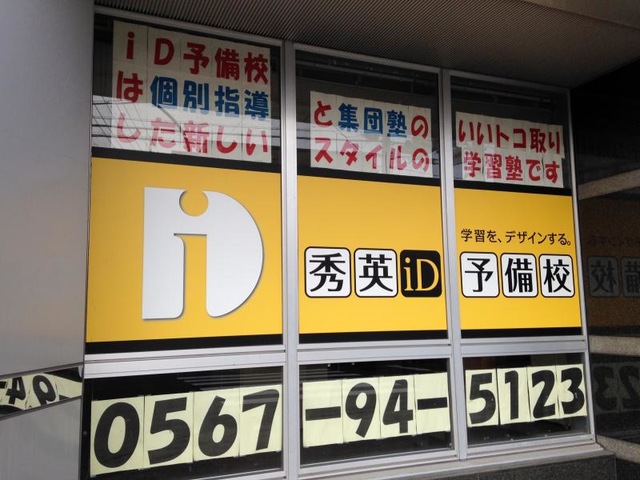 iD予備校
は個別指導と集団塾のいいトコ取り
した新しいスタイルの学習塾です
iD
学習を、デザインする。
秀英iD予備校
0567-94-5123